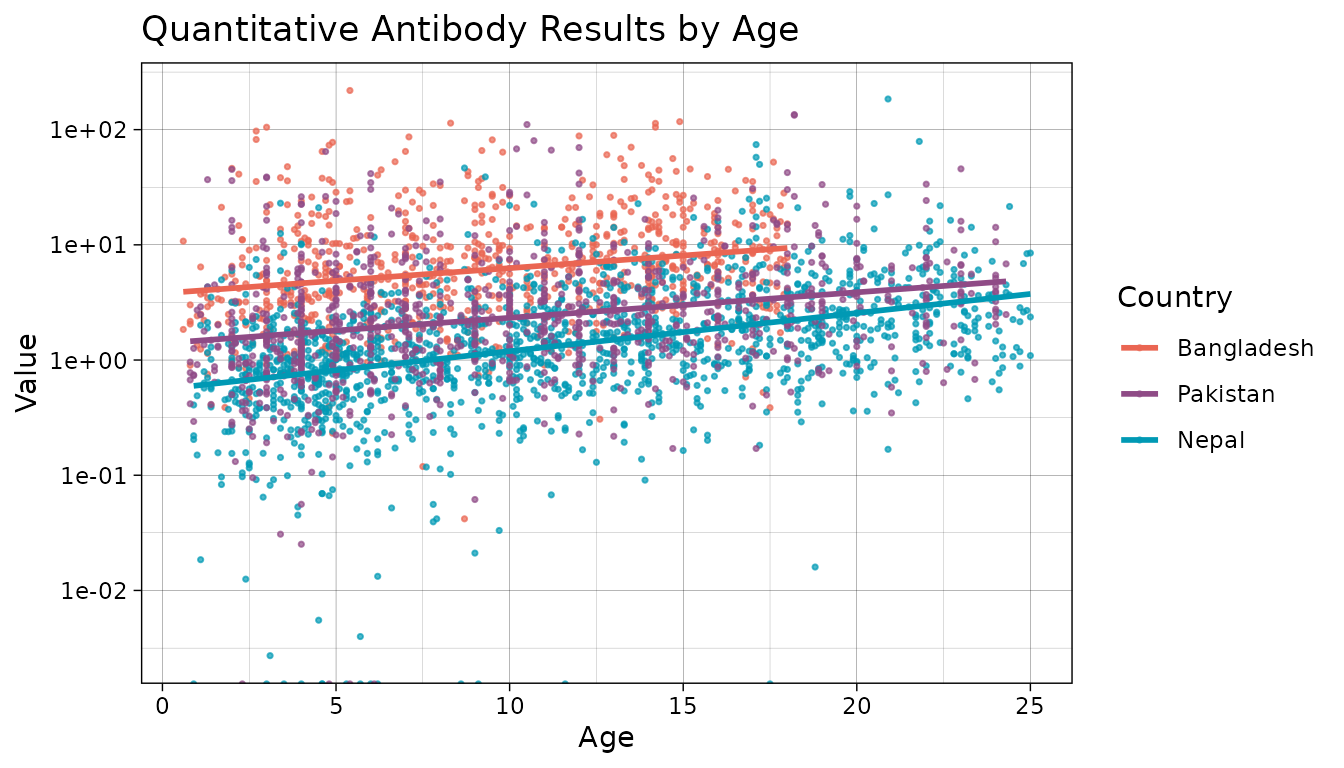 Quantitative Antibody Results by Age
Value
1e+02
1e+01
1e+00
1e-01
1e-02
0 5 10 15 20 25
Age
Country
Bangladesh
Pakistan
Nepal